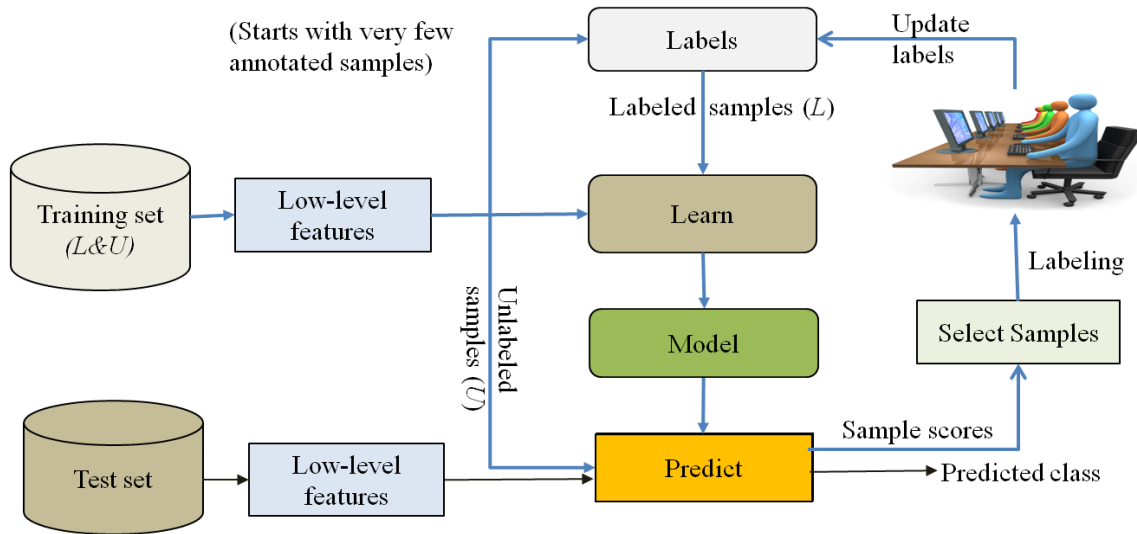 (Starts with very few
annotated samples)
Labels
Update
labels
Labeled samples (L)
Training set
(L&U)
Low-level
features
Learn
Labeling
Unlabeled
samples (U)
Model
Select Samples
Test set
Low-level
features
Predict
Sample scores
Predicted class